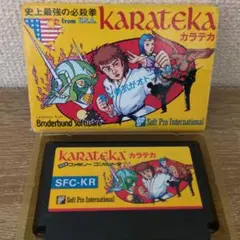 史上最強の必殺拳
from U.S.A.
KARATEKA
カラテカ
Brøderbund Software
Soft Pro International
KARATEKA
カラテカ
SFC-KR
Soft Pro International